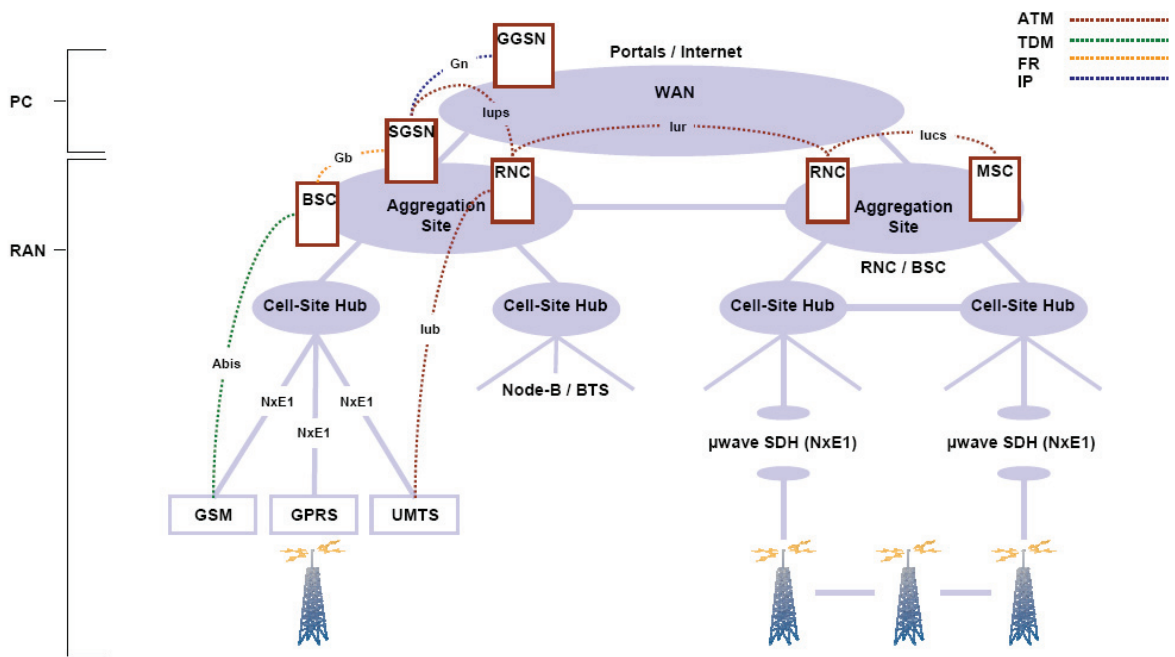 ATM
TDM
FR
IP
GGSN
Portals / Internet
Gn
WAN
PC
Iups
SGSN
Iur
Iucs
Gb
RNC
RNC
MSC
BSC
Aggregation
Site
Aggregation
Site
RAN
RNC / BSC
Cell-Site Hub
Cell-Site Hub
Cell-Site Hub
Cell-Site Hub
Iub
Abis
Node-B / BTS
NxE1
NxE1
NxE1
µwave SDH (NxE1)
µwave SDH (NxE1)
GSM
GPRS
UMTS